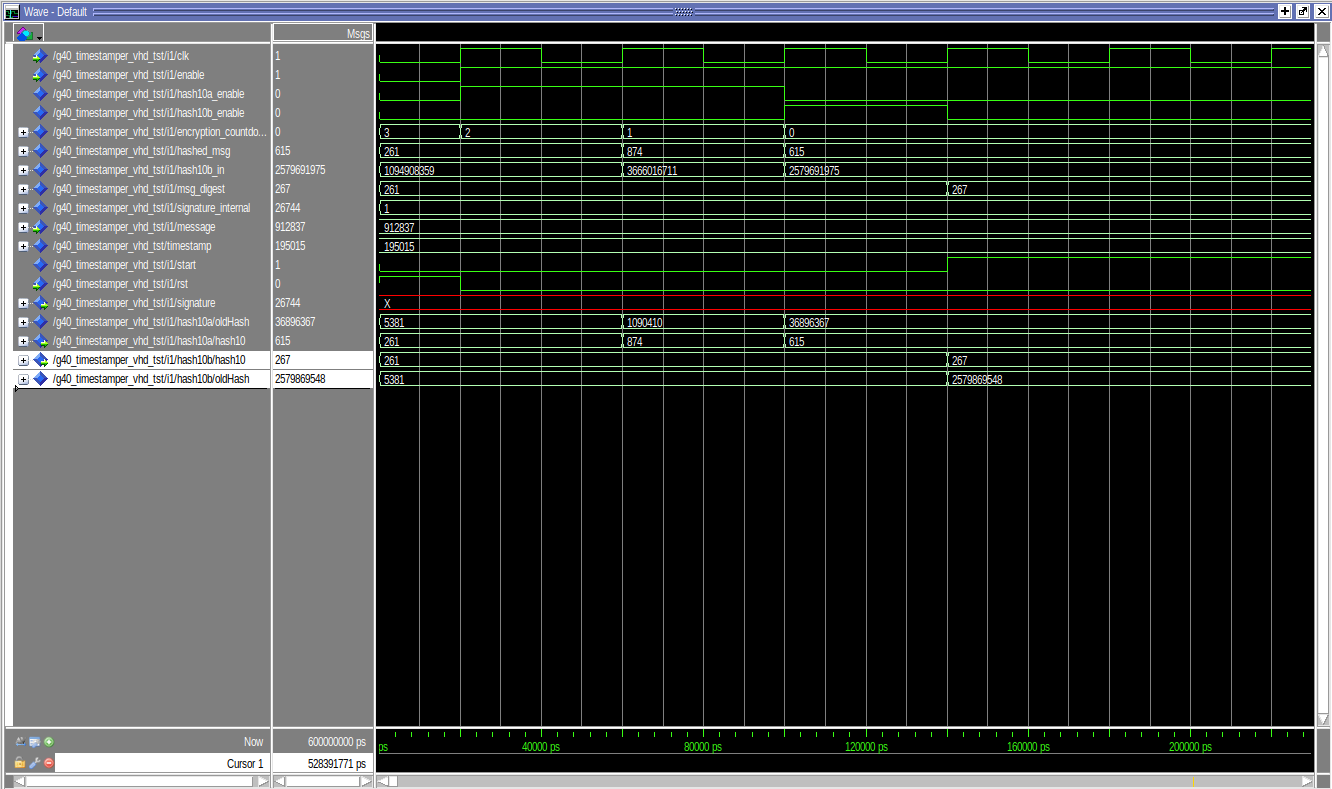 Wave - Default
Msgs
/g40_timestamper_vhd_tst/i1/clk 1
/g40_timestamper_vhd_tst/i1/enable 1
/g40_timestamper_vhd_tst/i1/hash10a_enable 0
/g40_timestamper_vhd_tst/i1/hash10b_enable 0
/g40_timestamper_vhd_tst/i1/encryption_countdo... 0 3 2 1 0
/g40_timestamper_vhd_tst/i1/hashed_msg 615 261 874 615
/g40_timestamper_vhd_tst/i1/hash10b_in 2579691975 1094908359 3666016711 2579691975
/g40_timestamper_vhd_tst/i1/msg_digest 267 261 267
/g40_timestamper_vhd_tst/i1/signature_internal 26744 1
/g40_timestamper_vhd_tst/i1/message 912837 912837
/g40_timestamper_vhd_tst/timestamp 195015 195015
/g40_timestamper_vhd_tst/i1/start 1
/g40_timestamper_vhd_tst/i1/rst 0
/g40_timestamper_vhd_tst/i1/signature 26744 X
/g40_timestamper_vhd_tst/i1/hash10a/oldHash 36896367 5381 1090410 36896367
/g40_timestamper_vhd_tst/i1/hash10a/hash10 615 261 874 615
/g40_timestamper_vhd_tst/i1/hash10b/hash10 267 261 267
/g40_timestamper_vhd_tst/i1/hash10b/oldHash 2579869548 5381 2579869548
Now 600000000 ps ps 40000 ps 80000 ps 120000 ps 160000 ps 200000 ps
Cursor 1 528391771 ps